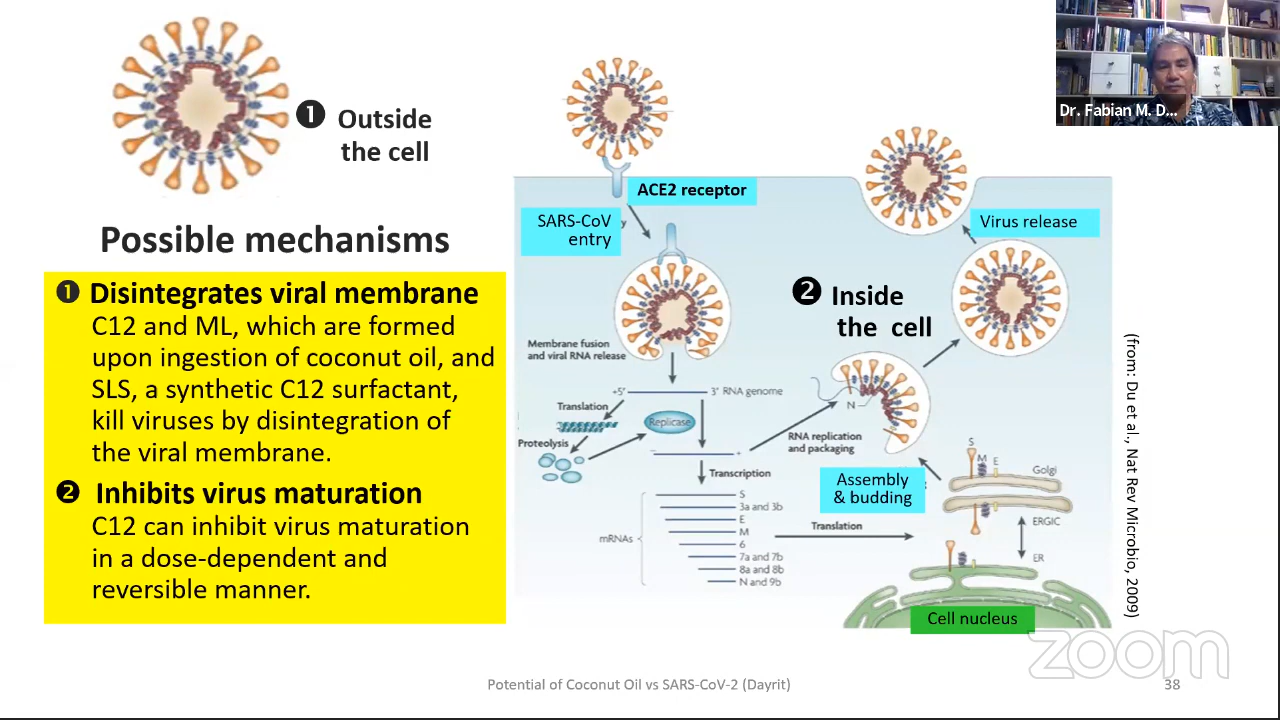 ❶ Outside
the cell
Possible mechanisms
❶ Disintegrates viral membrane
C12 and ML, which are formed
upon ingestion of coconut oil, and
SLS, a synthetic C12 surfactant,
kill viruses by disintegration of
the viral membrane.
❷ Inhibits virus maturation
C12 can inhibit virus maturation
in a dose-dependent and
reversible manner.
ACE2 receptor
SARS-CoV
entry
Virus release
❷ Inside
the cell
Membrane fusion
and viral RNA release
+5'
3' RNA genome
Translation
Replicase
Proteolysis
−
+
N
RNA replication
and packaging
Transcription
Assembly
& budding
mRNAs
S
3a and 3b
E
M
6
7a and 7b
8a and 8b
N and 9b
Translation
S
M
E
Golgi
ERGIC
ER
Cell nucleus
(from: Du et al., Nat Rev Microbio, 2009)
Dr. Fabian M. D...
zoom
Potential of Coconut Oil vs SARS-CoV-2 (Dayrit)
38